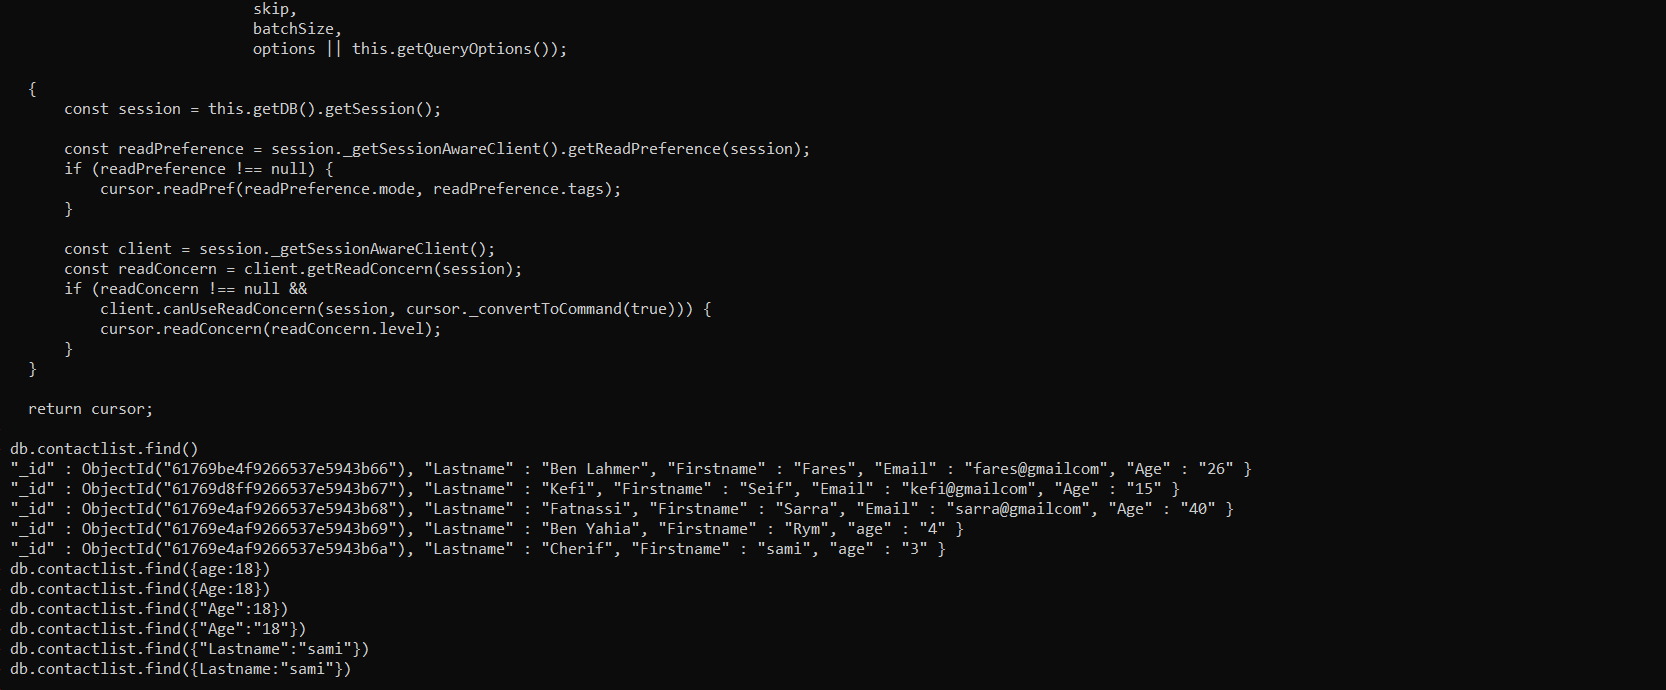 skip,
batchSize,
options || this.getQueryOptions());
{
const session = this.getDB().getSession();
const readPreference = session._getSessionAwareClient().getReadPreference(session);
if (readPreference !== null) {
cursor.readPref(readPreference.mode, readPreference.tags);
}
const client = session._getSessionAwareClient();
const readConcern = client.getReadConcern(session);
if (readConcern !== null &&
client.canUseReadConcern(session, cursor._convertToCommand(true))) {
cursor.readConcern(readConcern.level);
}
}
return cursor;
db.contactlist.find()
"_id" : ObjectId("61769be4f9266537e5943b66"), "Lastname" : "Ben Lahmer", "Firstname" : "Fares", "Email" : "fares@gmailcom", "Age" : "26" }
"_id" : ObjectId("61769d8ff9266537e5943b67"), "Lastname" : "Kefi", "Firstname" : "Seif", "Email" : "kefi@gmailcom", "Age" : "15" }
"_id" : ObjectId("61769e4af9266537e5943b68"), "Lastname" : "Fatnassi", "Firstname" : "Sarra", "Email" : "sarra@gmailcom", "Age" : "40" }
"_id" : ObjectId("61769e4af9266537e5943b69"), "Lastname" : "Ben Yahia", "Firstname" : "Rym", "age" : "4" }
"_id" : ObjectId("61769e4af9266537e5943b6a"), "Lastname" : "Cherif", "Firstname" : "sami", "age" : "3" }
db.contactlist.find({age:18})
db.contactlist.find({Age:18})
db.contactlist.find({"Age":18})
db.contactlist.find({"Age":"18"})
db.contactlist.find({"Lastname":"sami"})
db.contactlist.find({Lastname:"sami"})